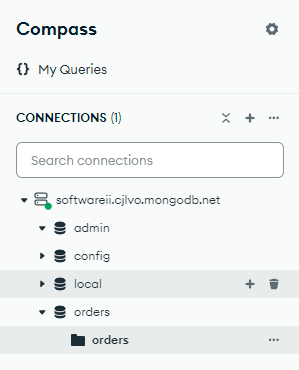 Compass
{} My Queries
CONNECTIONS (1)
Search connections
softwareii.cjlvo.mongodb.net
admin
config
local
orders
orders